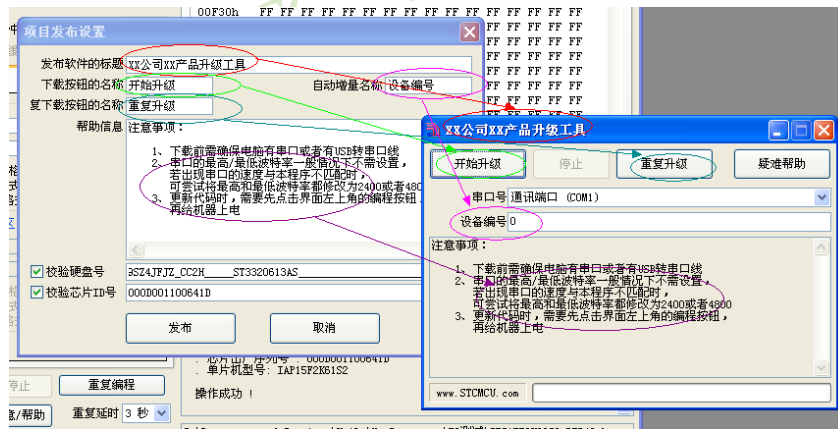 00F30h FF FF FF FF FF FF FF FF FF FF FF FF FF FF FF FF
项目发布设置
发布软件的标题 XX公司XX产品升级工具
下载按钮的名称 开始升级 自动增量名称 设备编号
复下载按钮的名称 重复升级
帮助信息 注意事项:
1、下载前需确保电脑有串口或者有USB转串口线
2、串口的最高/最低波特率一般情况下不需设置,
若出现串口的速度与本程序不匹配时,
可尝试将最高和最低波特率都修改为2400或者480
3、更新代码时,需要先点击界面左上角的编程按钮,
再给机器上电
校验硬盘号 9SZ4JFJZ_CC2H_____ST3320613AS
校验芯片ID号 000D001100641D
发布 取消
XX公司XX产品升级工具
开始升级 停止 重复升级 疑难帮助
串口号 通讯端口 (COM1)
设备编号 0
注意事项:
1、下载前需确保电脑有串口或者有USB转串口线
2、串口的最高/最低波特率一般情况下不需设置,
若出现串口的速度与本程序不匹配时,
可尝试将最高和最低波特率都修改为2400或者4800
3、更新代码时,需要先点击界面左上角的编程按钮,
再给机器上电
www.STCMCU.com
. 芯片出厂序列号 : 000D001100641D
. 单片机型号: IAP15F2K61S2
操作成功 !
停止 重复编程
/帮助 重复延时 3 秒